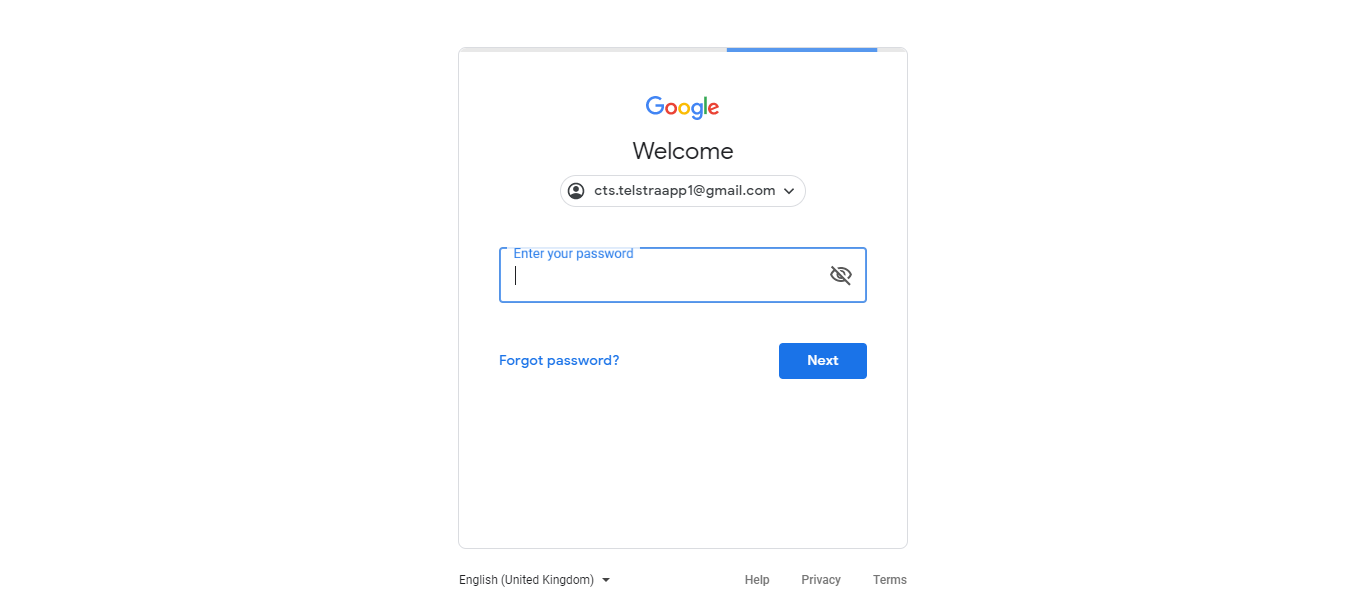 Google
Welcome
cts.telstraapp1@gmail.com
Enter your password
Forgot password?
Next
English (United Kingdom)
Help Privacy Terms